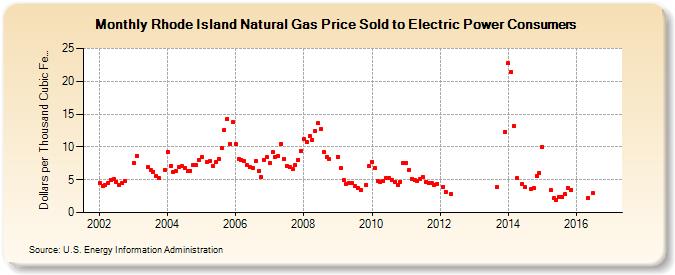 Monthly Rhode Island Natural Gas Price Sold to Electric Power Consumers
Dollars per Thousand Cubic Fe...
25
20
15
10
5
0
2002 2004 2006 2008 2010 2012 2014 2016
Source: U.S. Energy Information Administration